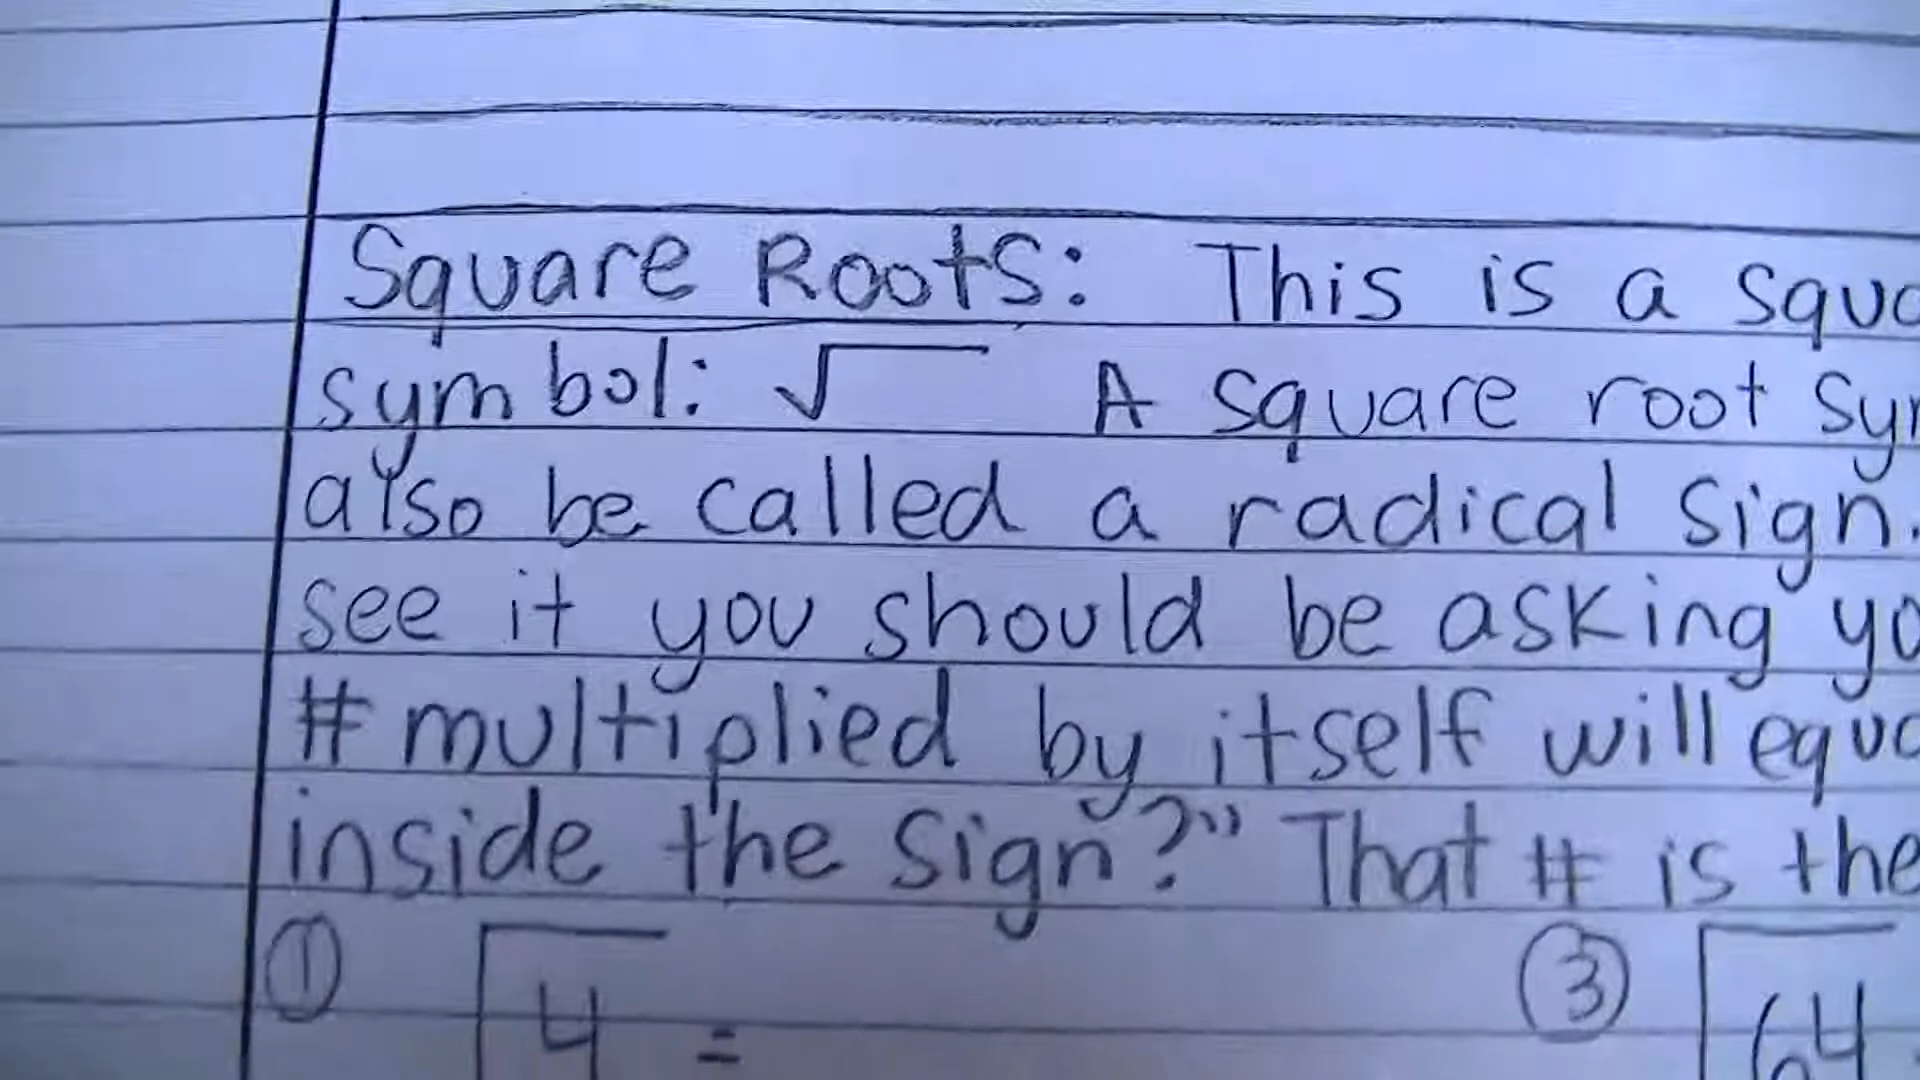 Square Roots: This is a squa
symbol: √ A square root sym
also be called a radical sign.
see it you should be asking yo
# multiplied by itself will equa
inside the sign?" That # is the
① √4 = ③ √64